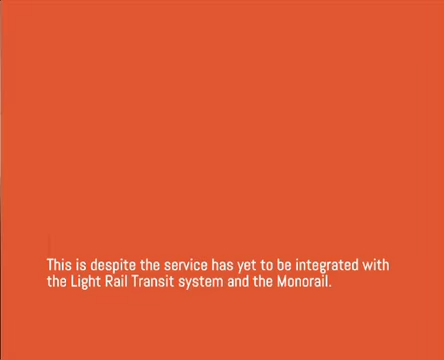 This is despite the service has yet to be integrated with
the Light Rail Transit system and the Monorail.